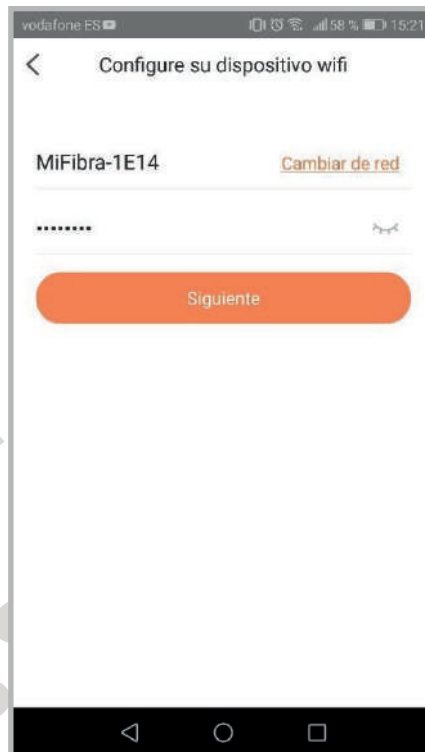 vodafone ES 58 % 15:21
Configure su dispositivo wifi
MiFibra-1E14
Cambiar de red
••••••••
Siguiente